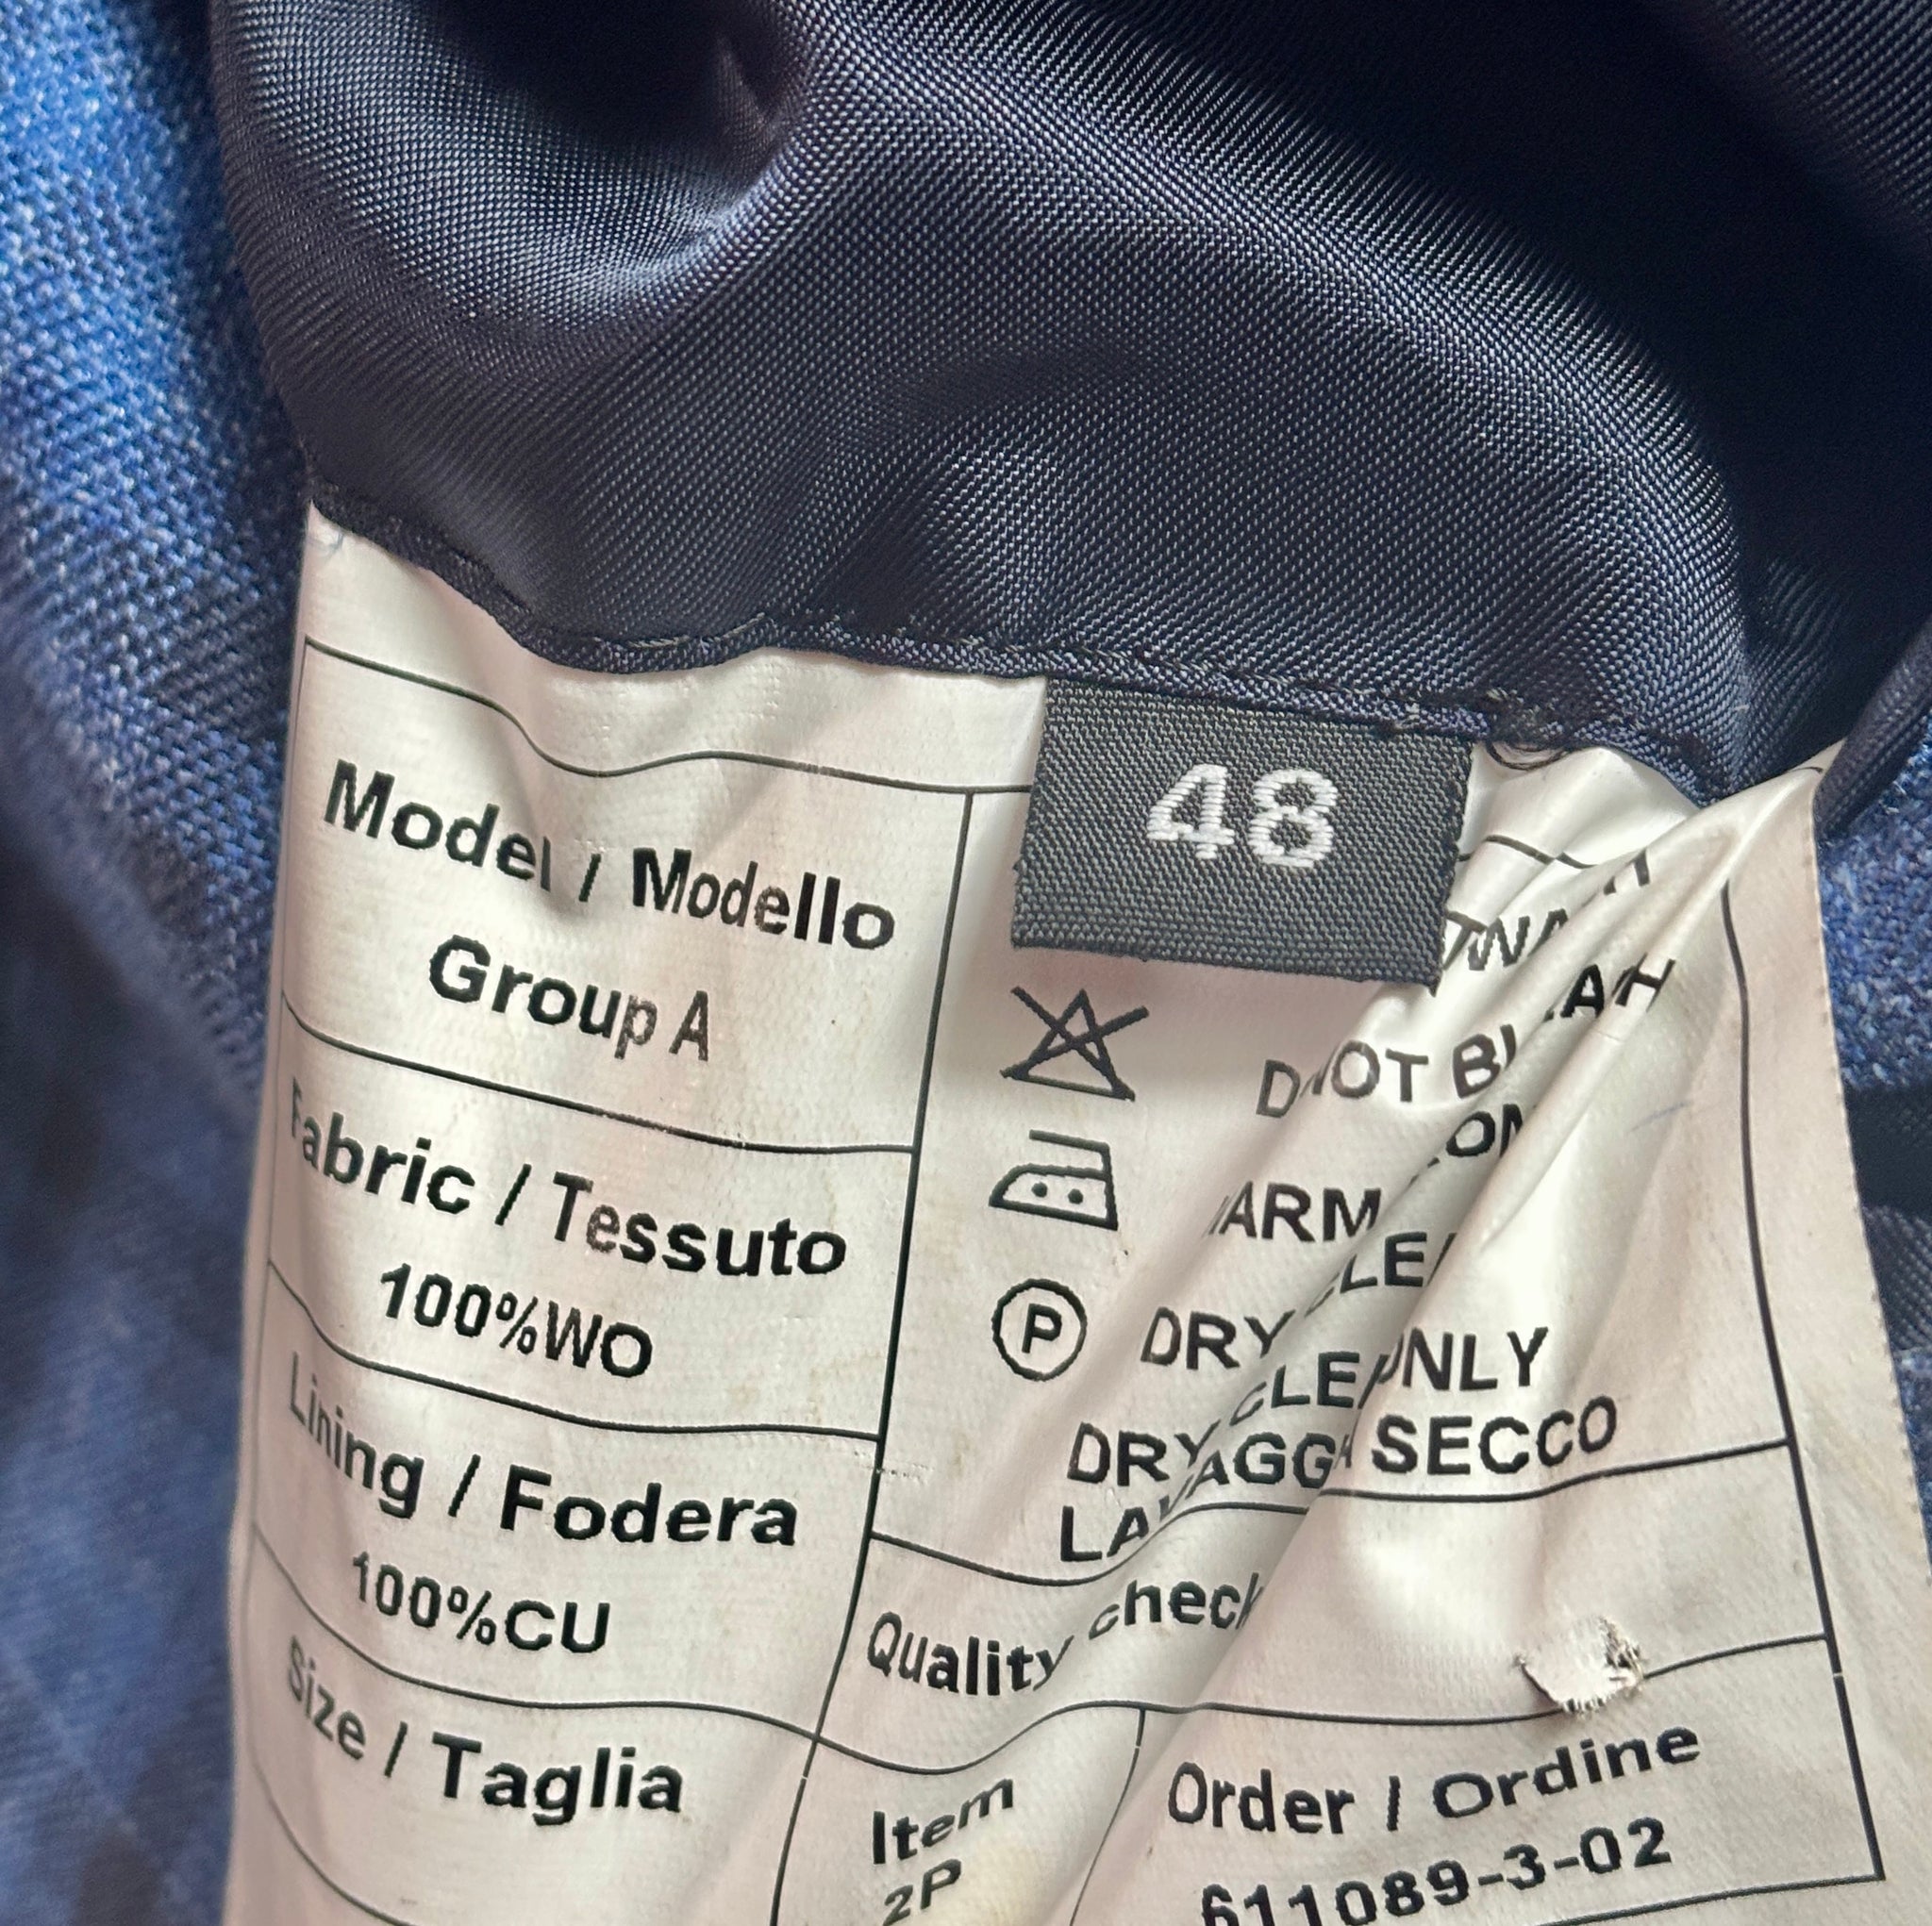 48
Model / Modello
Group A
Fabric / Tessuto
100%WO
Lining / Fodera
100%CU
Size / Taglia
P
DRY
DRY ONLY
SECCO
Quality check
Item
2P
Order / Ordine
611089-3-02